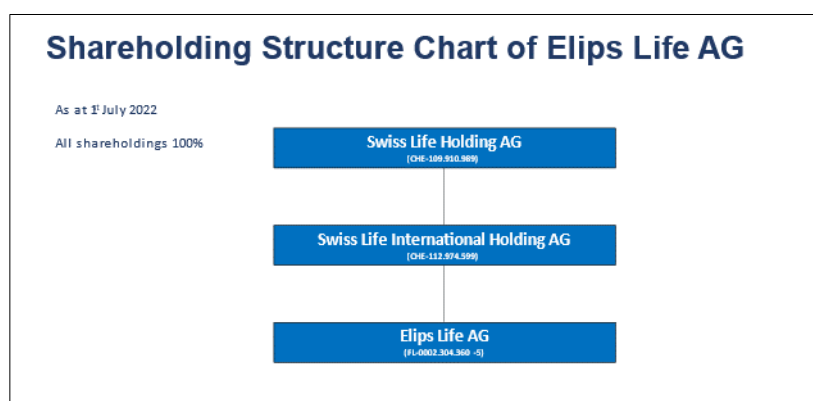 Shareholding Structure Chart of Elips Life AG
As at 1st July 2022
All shareholdings 100%
Swiss Life Holding AG
(CHE-109.910.989)
Swiss Life International Holding AG
(CHE-112.974.599)
Elips Life AG
(FL-0002.304.360 -5)